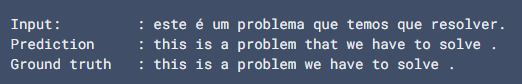 Input:         : este é um problema que temos que resolver.
Prediction     : this is a problem that we have to solve .
Ground truth   : this is a problem we have to solve .